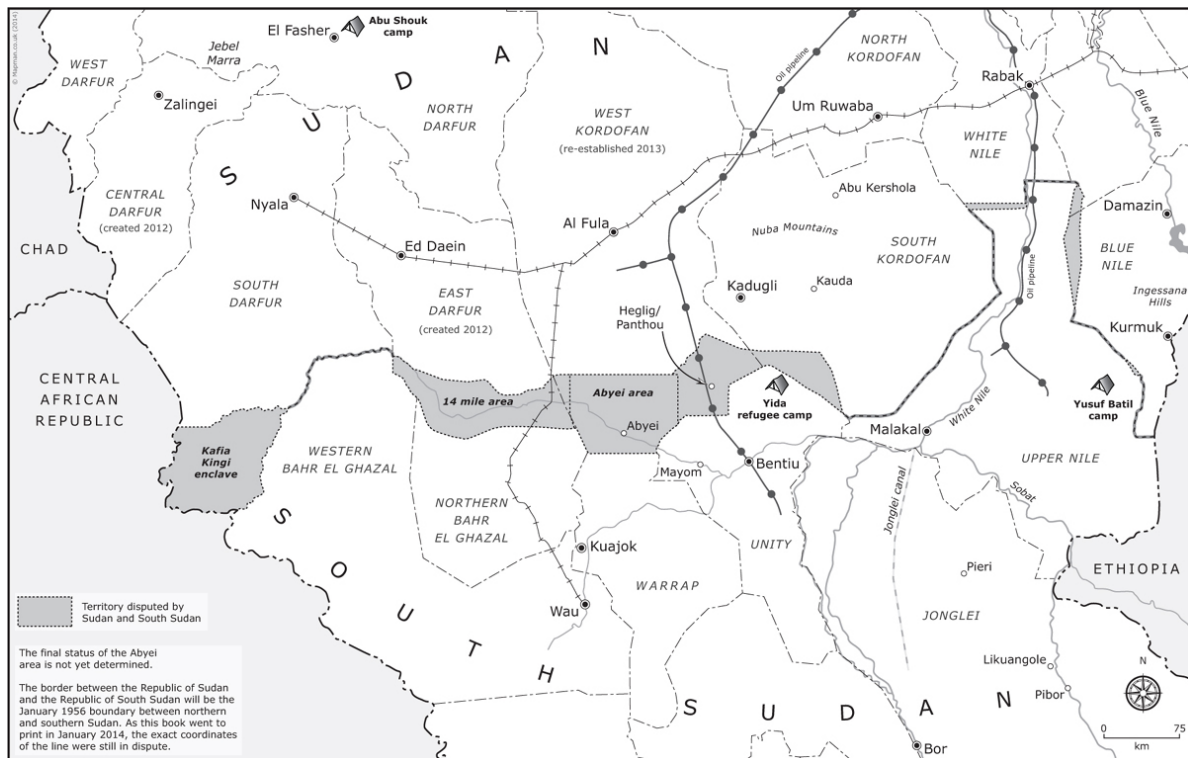 © Mapman.co.uk (2014)
El Fasher
Abu Shouk
camp
Jebel
Marra
WEST
DARFUR
Zalingei
S U D A N
NORTH
DARFUR
WEST
KORDOFAN
(re-established 2013)
Oil pipeline
NORTH
KORDOFAN
Um Ruwaba
Rabak
Blue Nile
WHITE
NILE
CENTRAL
DARFUR
(created 2012)
Nyala
Ed Daein
Al Fula
Abu Kershola
Nuba Mountains
SOUTH
KORDOFAN
Damazin
BLUE
NILE
Ingessana
Hills
Kurmuk
CHAD
SOUTH
DARFUR
EAST
DARFUR
(created 2012)
Heglig/
Panthou
Kadugli
Kauda
Oil pipeline
CENTRAL
AFRICAN
REPUBLIC
14 mile area
Abyei area
Abyei
Yida
refugee camp
White Nile
Yusuf Batil
camp
Kafia
Kingi
enclave
WESTERN
BAHR EL GHAZAL
Mayom
Bentiu
Malakal
UPPER NILE
Sobat
NORTHERN
BAHR
EL GHAZAL
Jonglei canal
Kuajok
UNITY
WARRAP
Wau
Pieri
ETHIOPIA
JONGLEI
Likuangole
Pibor
Bor
S O U T H
S U D A N
Territory disputed by
Sudan and South Sudan
The final status of the Abyei
area is not yet determined.
The border between the Republic of Sudan
and the Republic of South Sudan will be the
January 1956 boundary between northern
and southern Sudan. As this book went to
print in January 2014, the exact coordinates
of the line were still in dispute.
N
0 75
km